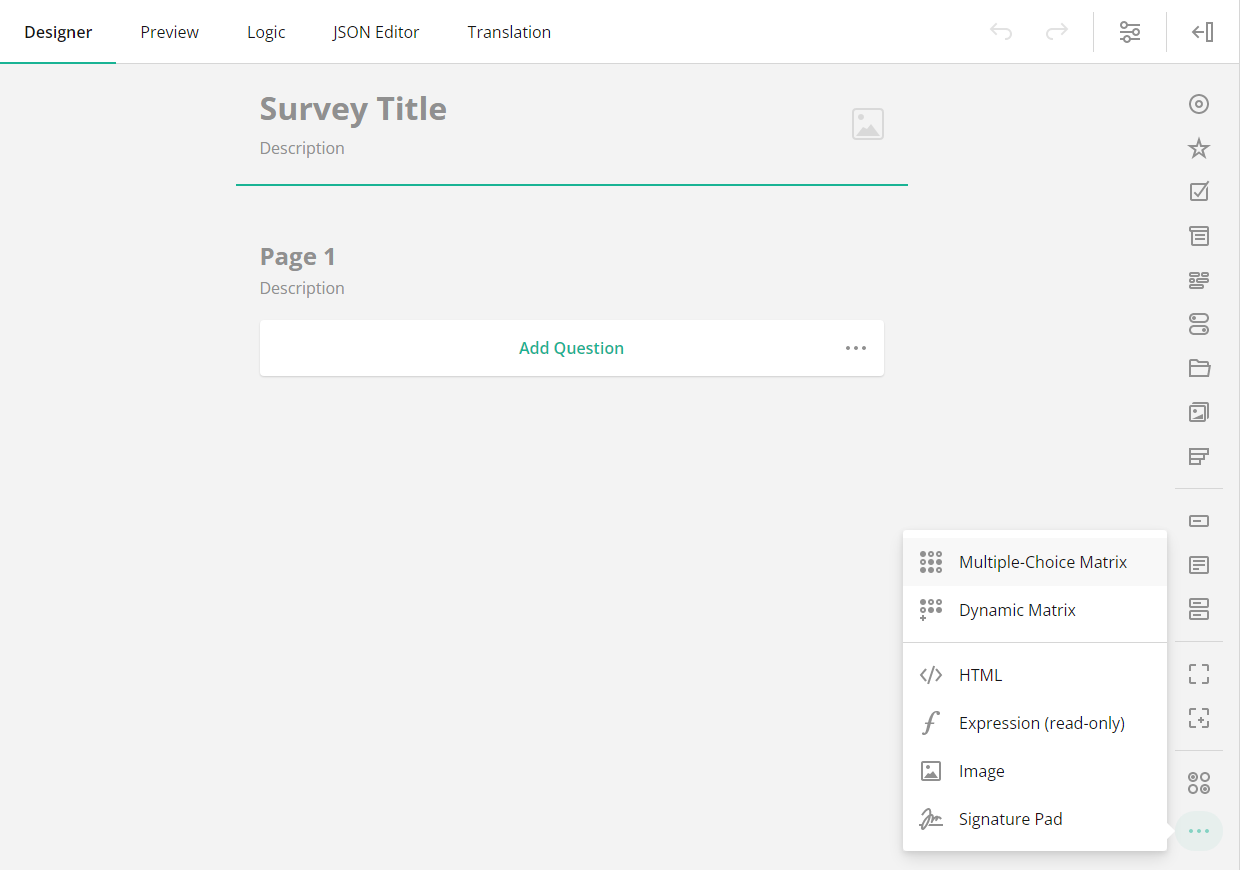 Designer
Preview
Logic
JSON Editor
Translation
Survey Title
Description
Page 1
Description
Add Question
Multiple-Choice Matrix
Dynamic Matrix
HTML
Expression (read-only)
Image
Signature Pad